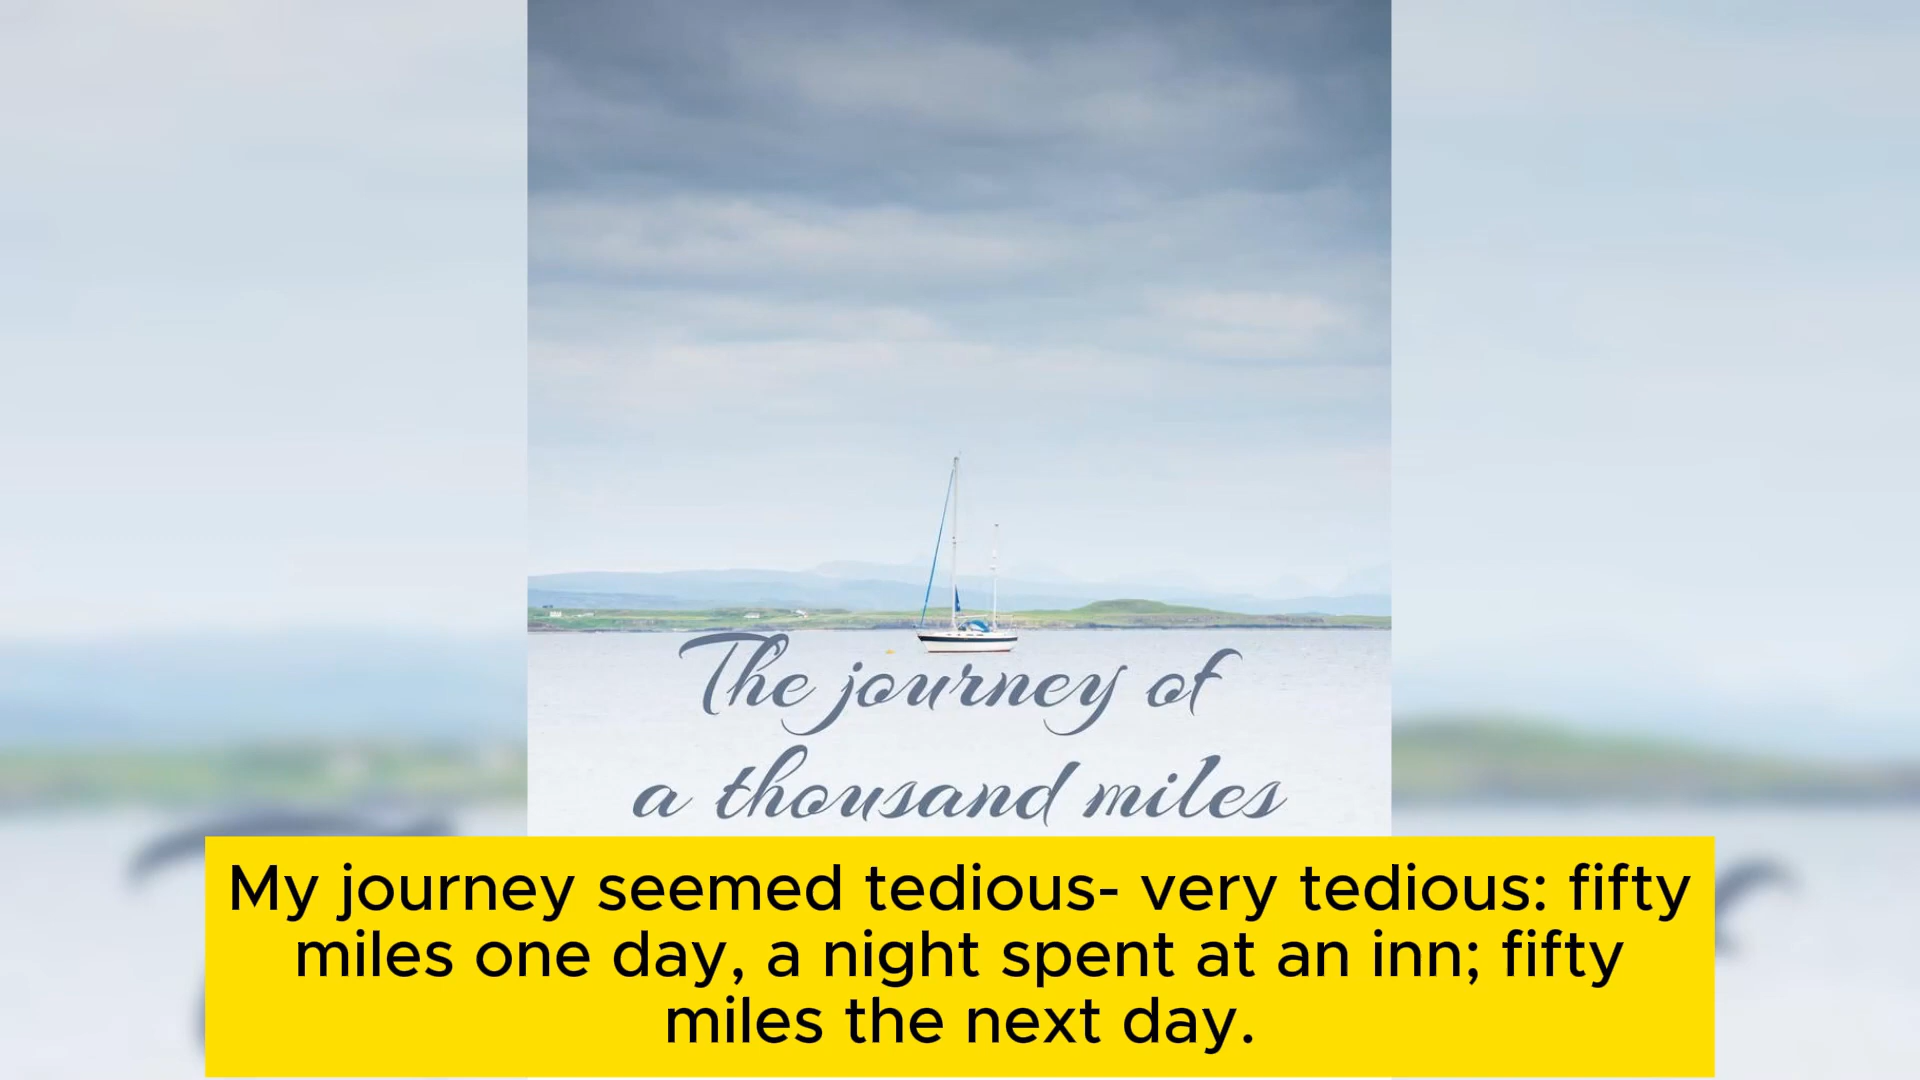 The journey of
a thousand miles
My journey seemed tedious- very tedious: fifty
miles one day, a night spent at an inn; fifty
miles the next day.